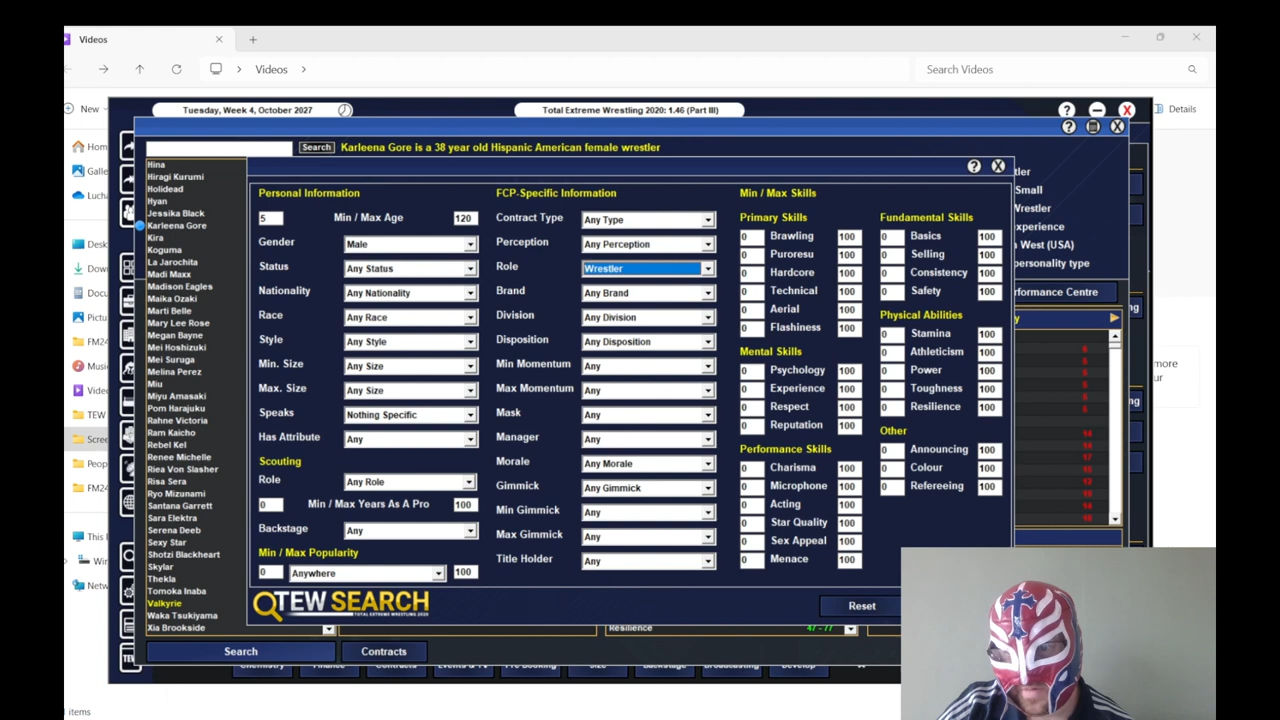 Videos
Videos
Search Videos
New
Details
Tuesday, Week 4, October 2027
Total Extreme Wrestling 2020: 1.46 (Part III)
Search
Karleena Gore is a 38 year old Hispanic American female wrestler
Hina
Hiragi Kurumi
Holidead
Hyan
Jessika Black
Karleena Gore
Kira
Koguma
La Jarochita
Madi Maxx
Madison Eagles
Maika Ozaki
Marti Belle
Mary Lee Rose
Megan Bayne
Mei Hoshizuki
Mei Suruga
Melina Perez
Miu
Miyu Amasaki
Pom Harajuku
Rahne Victoria
Ram Kaicho
Rebel Kel
Renee Michelle
Riea Von Slasher
Risa Sera
Ryo Mizunami
Santana Garrett
Sara Elektra
Serena Deeb
Sexy Star
Shotzi Blackheart
Skylar
Thekla
Tomoka Inaba
Valkyrie
Waka Tsukiyama
Xia Brookside
Personal Information
5 Min / Max Age 120
Gender Male
Status Any Status
Nationality Any Nationality
Race Any Race
Style Any Style
Min. Size Any Size
Max. Size Any Size
Speaks Nothing Specific
Has Attribute Any
Scouting
Role Any Role
0 Min / Max Years As A Pro 100
Backstage Any
Min / Max Popularity
0 Anywhere 100
TEW SEARCH
TOTAL EXTREME WRESTLING 2020
FCP-Specific Information
Contract Type Any Type
Perception Any Perception
Role Wrestler
Brand Any Brand
Division Any Division
Disposition Any Disposition
Min Momentum Any
Max Momentum Any
Mask Any
Manager Any
Morale Any Morale
Gimmick Any Gimmick
Min Gimmick Any
Max Gimmick Any
Title Holder Any
Min / Max Skills
Primary Skills
0 Brawling 100
0 Puroresu 100
0 Hardcore 100
0 Technical 100
0 Aerial 100
0 Flashiness 100
Mental Skills
0 Psychology 100
0 Experience 100
0 Respect 100
0 Reputation 100
Performance Skills
0 Charisma 100
0 Microphone 100
0 Acting 100
0 Star Quality 100
0 Sex Appeal 100
0 Menace 100
Fundamental Skills
0 Basics 100
0 Selling 100
0 Consistency 100
0 Safety 100
Physical Abilities
0 Stamina 100
0 Athleticism 100
0 Power 100
0 Toughness 100
0 Resilience 100
Other
0 Announcing 100
0 Colour 100
0 Refereeing 100
Reset
Small
Wrestler
West (USA)
personality type
Performance Centre
Resilience 47 - 77
Search
Contracts
TEW
items